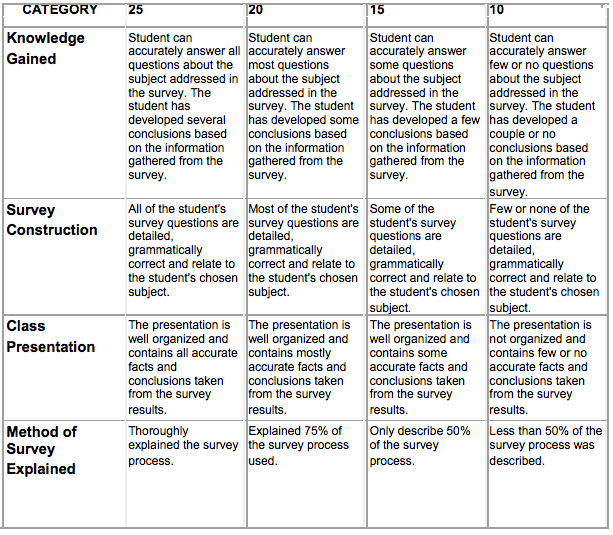 CATEGORY 25 20 15 10
Knowledge
Gained
Student can
accurately answer all
questions about the
subject addressed in
the survey. The
student has
developed several
conclusions based
on the information
gathered from the
survey.
Student can
accurately answer
most questions
about the subject
addressed in the
survey. The student
has developed some
conclusions based
on the information
gathered from the
survey.
Student can
accurately answer
some questions
about the subject
addressed in the
survey. The student
has developed a few
conclusions based
on the information
gathered from the
survey.
Student can
accurately answer
few or no questions
about the subject
addressed in the
survey. The student
has developed a
couple or no
conclusions based
on the information
gathered from the
survey.
Survey
Construction
All of the student's
survey questions are
detailed,
grammatically
correct and relate to
the student's chosen
subject.
Most of the student's
survey questions are
detailed,
grammatically
correct and relate to
the student's chosen
subject.
Some of the
student's survey
questions are
detailed,
grammatically
correct and relate to
the student's chosen
subject.
Few or none of the
student's survey
questions are
detailed,
grammatically
correct and relate to
the student's chosen
subject.
Class
Presentation
The presentation is
well organized and
contains all accurate
facts and
conclusions taken
from the survey
results.
The presentation is
well organized and
contains mostly
accurate facts and
conclusions taken
from the survey
results.
The presentation is
well organized and
contains some
accurate facts and
conclusions taken
from the survey
results.
The presentation is
not organized and
contains few or no
accurate facts and
conclusions taken
from the survey
results.
Method of
Survey
Explained
Thoroughly
explained the survey
process.
Explained 75% of
the survey process
used.
Only describe 50%
of the survey
process.
Less than 50% of the
survey process was
described.